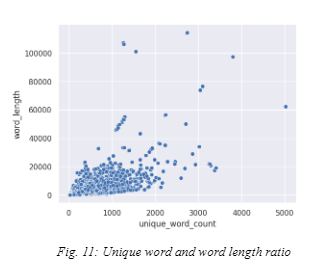 100000
80000
60000
40000
20000
0
word_length
0 1000 2000 3000 4000 5000
unique_word_count
Fig. 11: Unique word and word length ratio